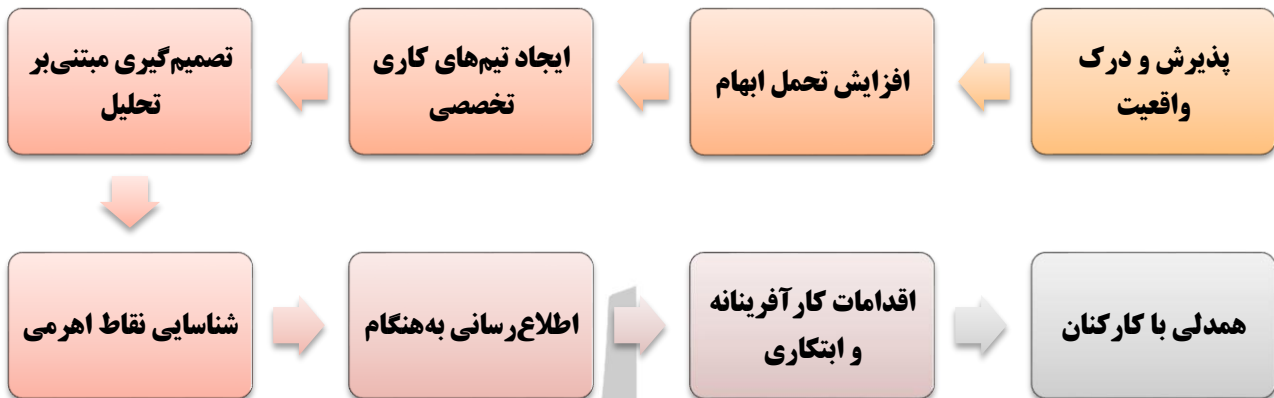 پذیرش و درک
واقعیت
افزایش تحمل ابهام
ایجاد تیم‌های کاری
تخصصی
تصمیم‌گیری مبتنی‌بر
تحلیل
شناسایی نقاط اهرمی
اطلاع‌رسانی به‌هنگام
اقدامات کارآفرینانه
و ابتکاری
همدلی با کارکنان